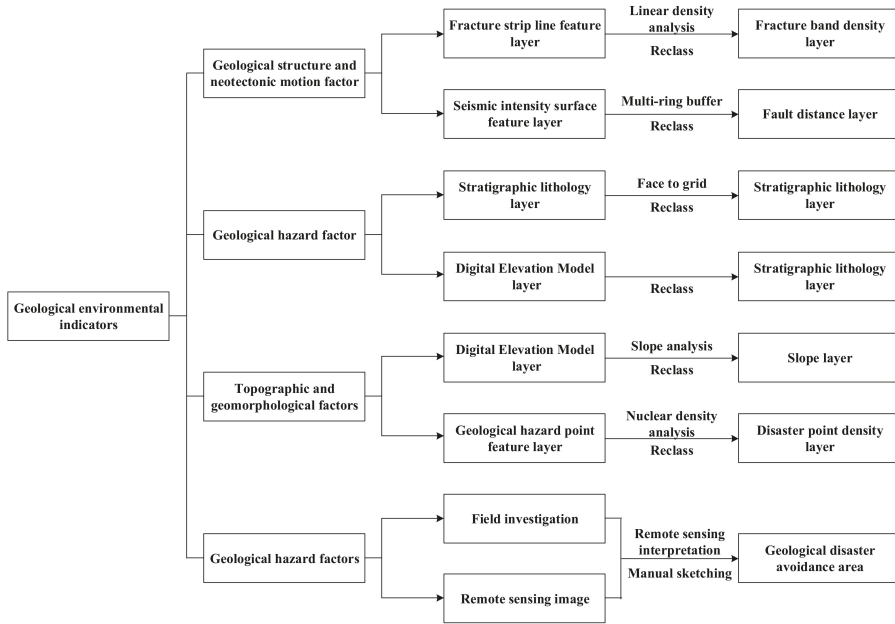 Geological environmental
indicators
Geological structure and
neotectonic motion factor
Fracture strip line feature
layer
Linear density
analysis
Reclass
Fracture band density
layer
Seismic intensity surface
feature layer
Multi-ring buffer
Reclass
Fault distance layer
Geological hazard factor
Stratigraphic lithology
layer
Face to grid
Reclass
Stratigraphic lithology
layer
Digital Elevation Model
layer
Reclass
Stratigraphic lithology
layer
Topographic and
geomorphological factors
Digital Elevation Model
layer
Slope analysis
Reclass
Slope layer
Geological hazard point
feature layer
Nuclear density
analysis
Reclass
Disaster point density
layer
Geological hazard factors
Field investigation
Remote sensing image
Remote sensing
interpretation
Manual sketching
Geological disaster
avoidance area